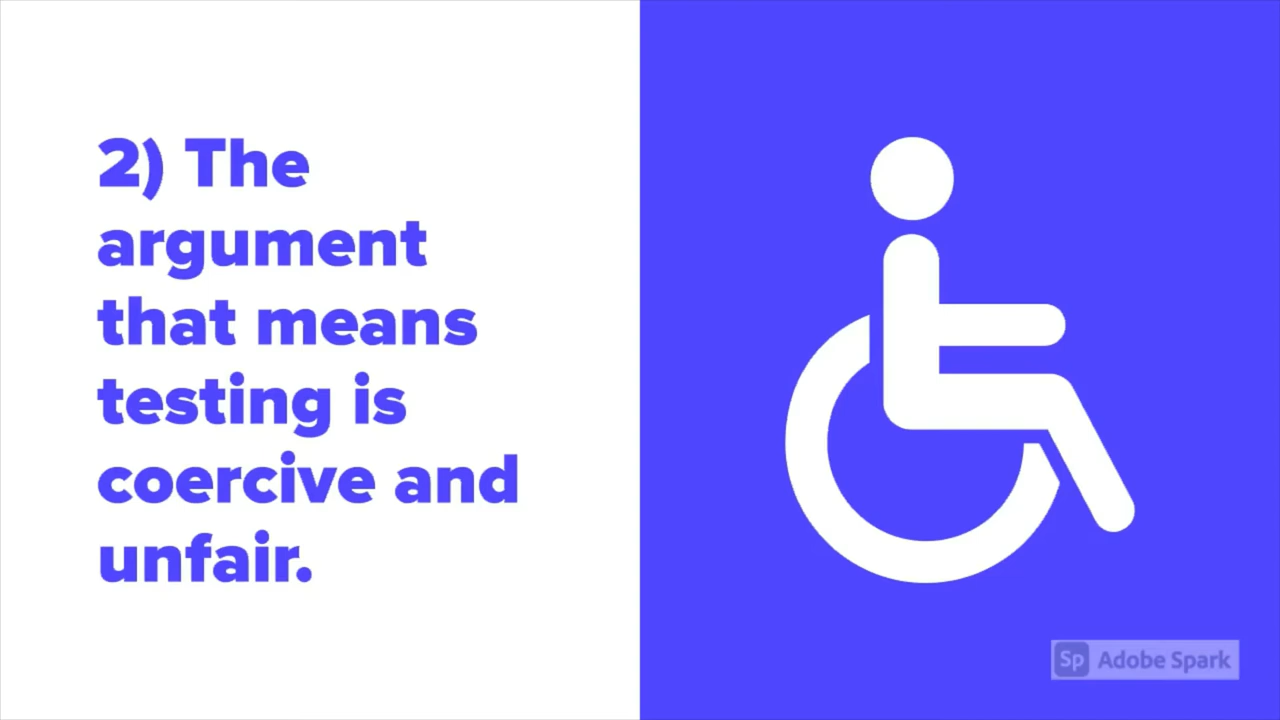 2) The
argument
that means
testing is
coercive and
unfair.
Sp Adobe Spark